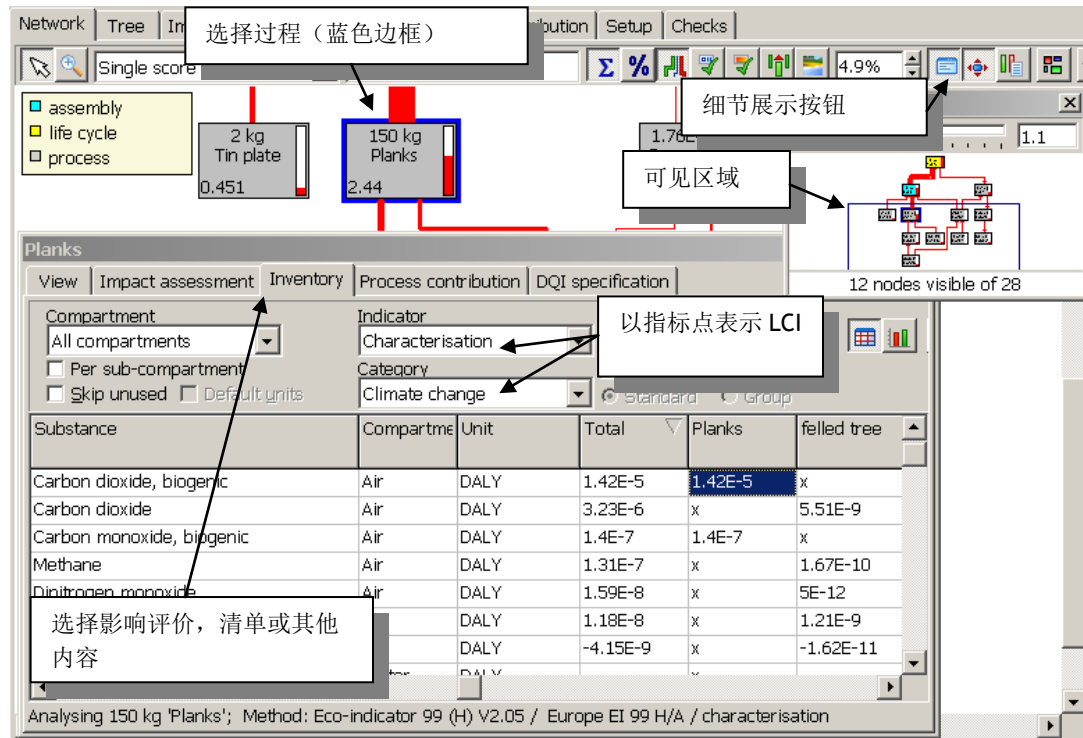 Network Tree Im bution Setup Checks
选择过程（蓝色边框）
Single score Σ % 4.9%
细节展示按钮
assembly
life cycle
process
2 kg
Tin plate
0.451
150 kg
Planks
2.44
1.76
1.1
可见区域
12 nodes visible of 28
Planks
View Impact assessment Inventory Process contribution DQI specification
Compartment Indicator
All compartments Characterisation
以指标点表示 LCI
Per sub-compartment Category
Skip unused Default units Climate change Standard Group
Substance Compartme Unit Total Planks felled tree
Carbon dioxide, biogenic Air DALY 1.42E-5 1.42E-5 x
Carbon dioxide Air DALY 3.23E-6 x 5.51E-9
Carbon monoxide, biogenic Air DALY 1.4E-7 1.4E-7 x
Methane Air DALY 1.31E-7 x 1.67E-10
Dinitrogen monoxide Air DALY 1.59E-8 x 5E-12
DALY 1.18E-8 x 1.21E-9
DALY -4.15E-9 x -1.62E-11
选择影响评价，清单或其他
内容
Analysing 150 kg 'Planks'; Method: Eco-indicator 99 (H) V2.05 / Europe EI 99 H/A / characterisation